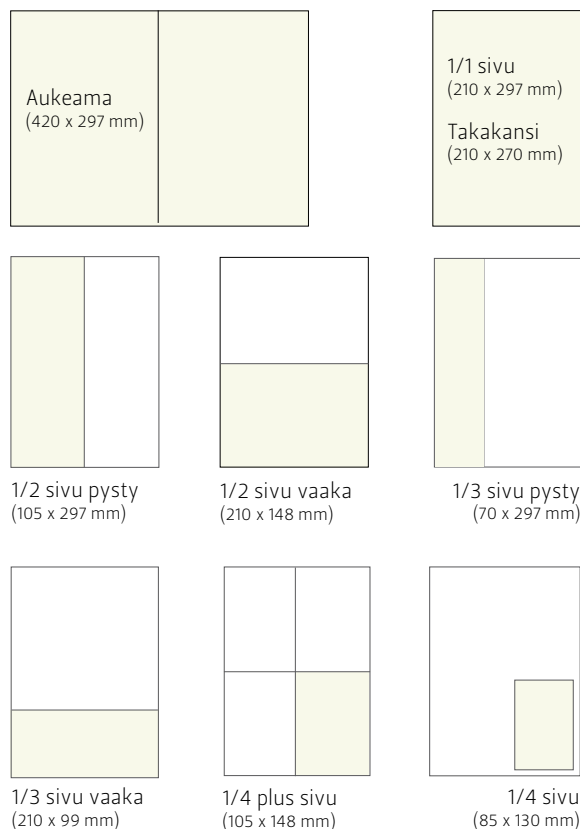 Aukeama
(420 x 297 mm)
1/1 sivu
(210 x 297 mm)
Takakansi
(210 x 270 mm)
1/2 sivu pysty
(105 x 297 mm)
1/2 sivu vaaka
(210 x 148 mm)
1/3 sivu pysty
(70 x 297 mm)
1/3 sivu vaaka
(210 x 99 mm)
1/4 plus sivu
(105 x 148 mm)
1/4 sivu
(85 x 130 mm)